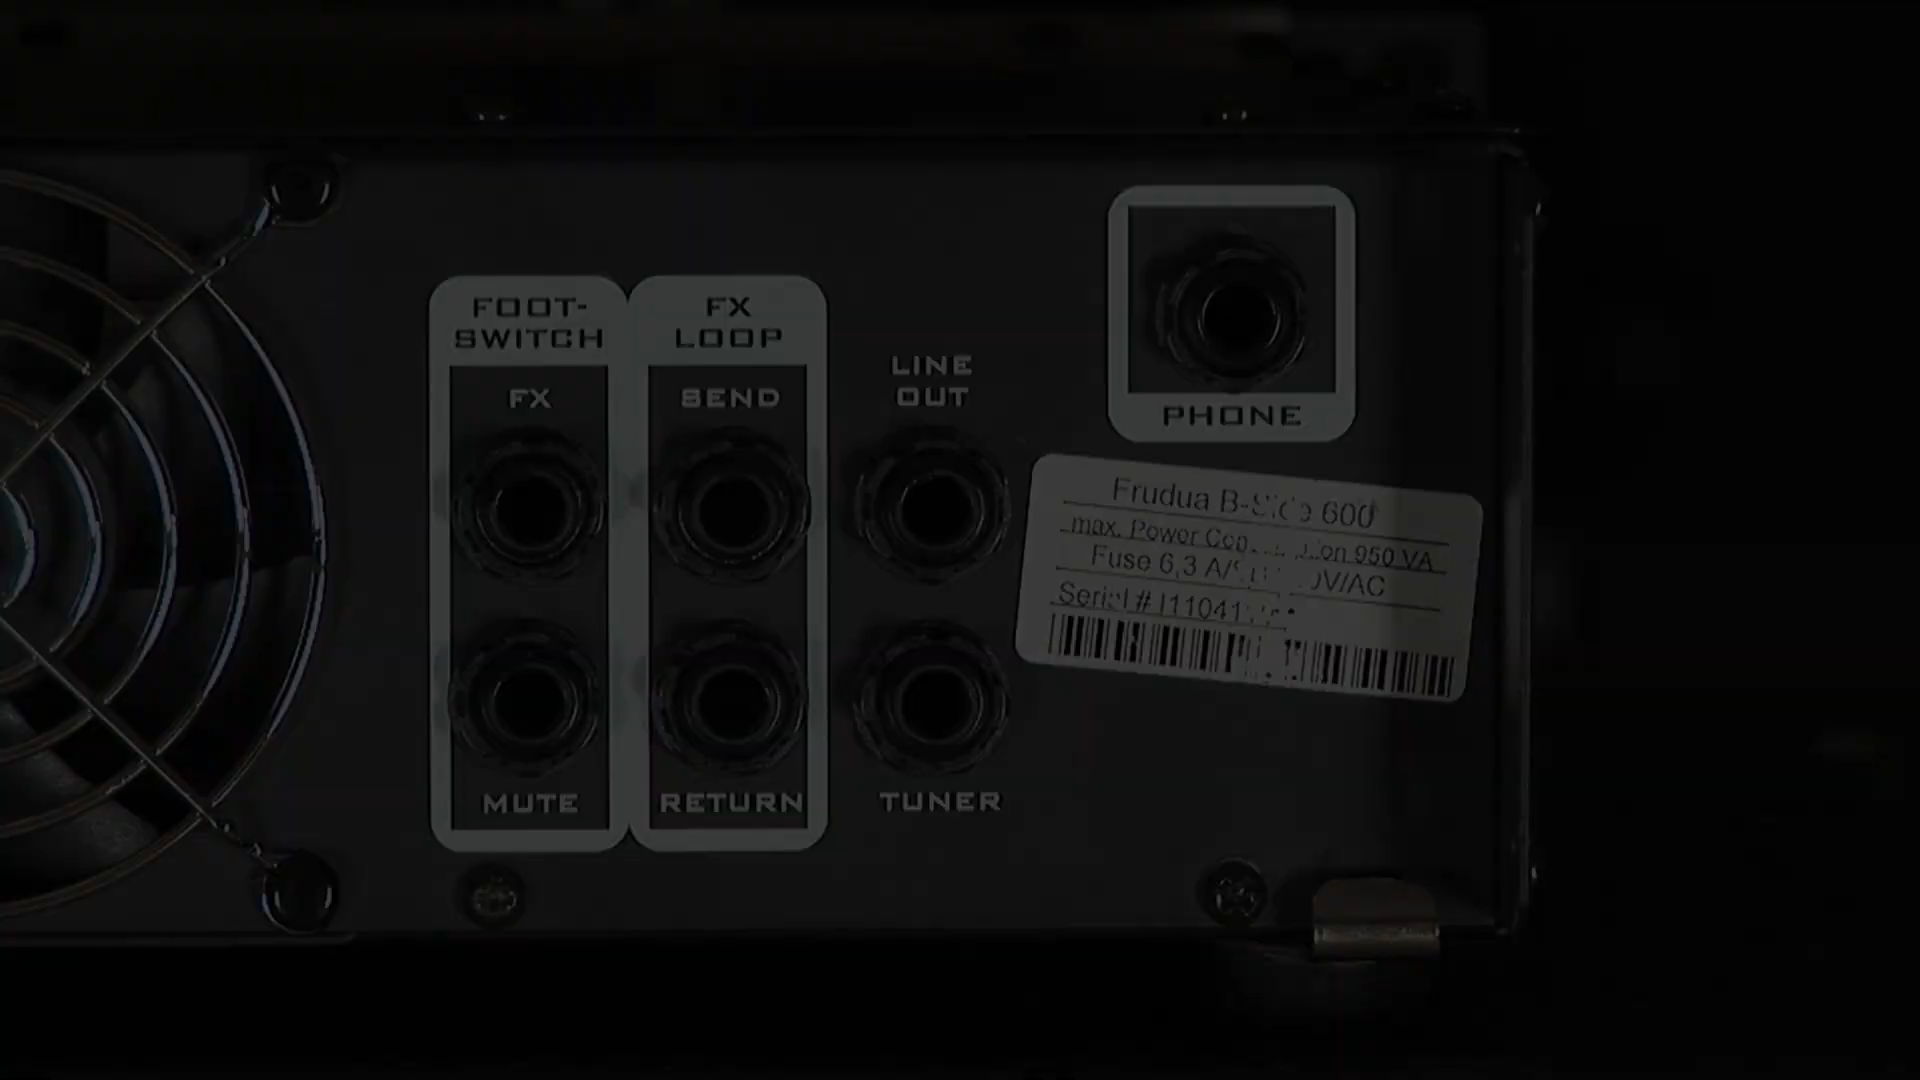 FOOT-
SWITCH
FX
MUTE
FX
LOOP
SEND
RETURN
LINE
OUT
TUNER
PHONE
Frudua 600
max. Power 950 VA
Fuse 6,3
Serial #